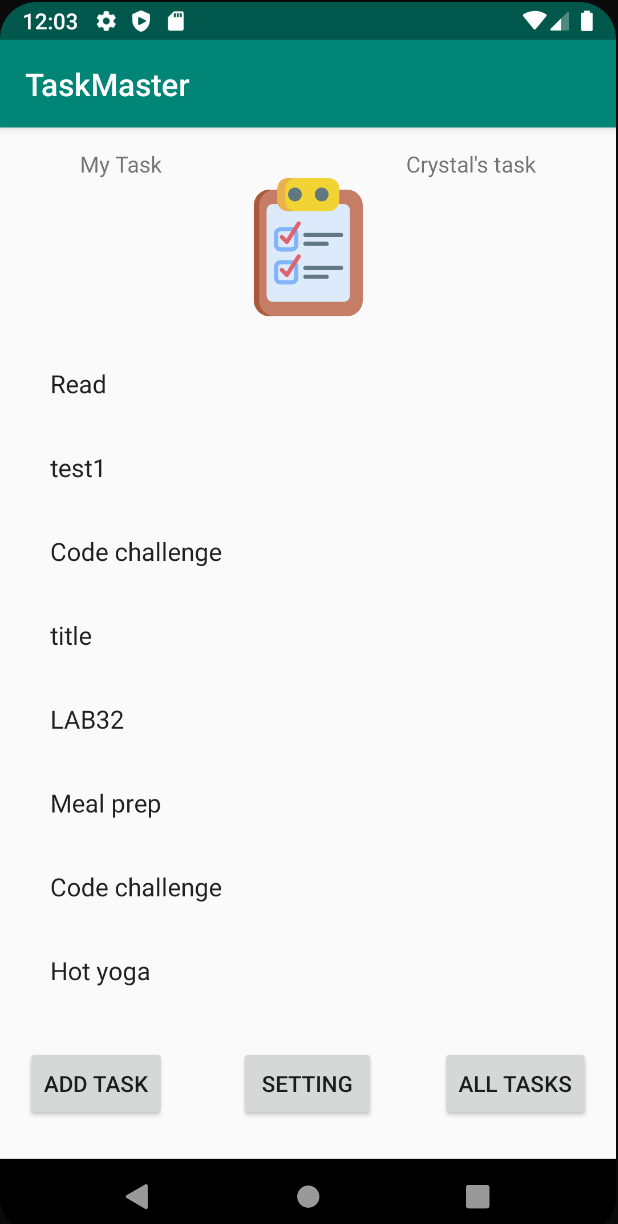 12:03
TaskMaster
My Task
Crystal's task
Read
test1
Code challenge
title
LAB32
Meal prep
Code challenge
Hot yoga
ADD TASK
SETTING
ALL TASKS